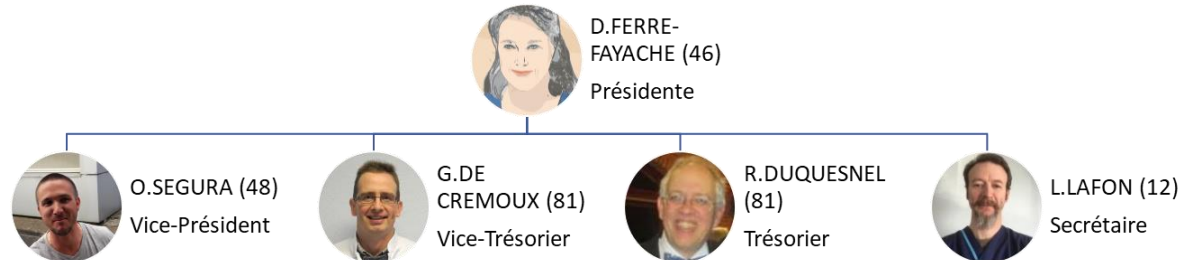 D.FERRE-
FAYACHE (46)
Présidente
O.SEGURA (48)
Vice-Président
G.DE
CREMOUX (81)
Vice-Trésorier
R.DUQUESNEL
(81)
Trésorier
L.LAFON (12)
Secrétaire